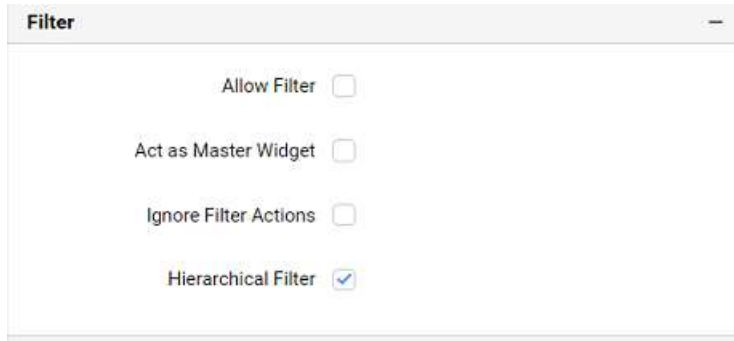 Filter
Allow Filter
Act as Master Widget
Ignore Filter Actions
Hierarchical Filter